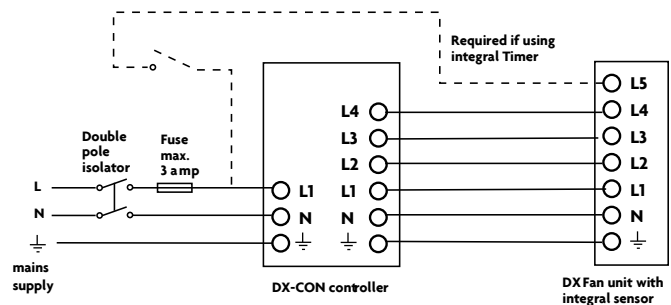 Required if using
integral Timer
L5
L4
L4
L3
L3
Double
pole
isolator
Fuse
max.
3 amp
L2
L2
L
L1
L1
L1
N
N
N
N
mains
supply
DX-CON controller
DX Fan unit with
integral sensor